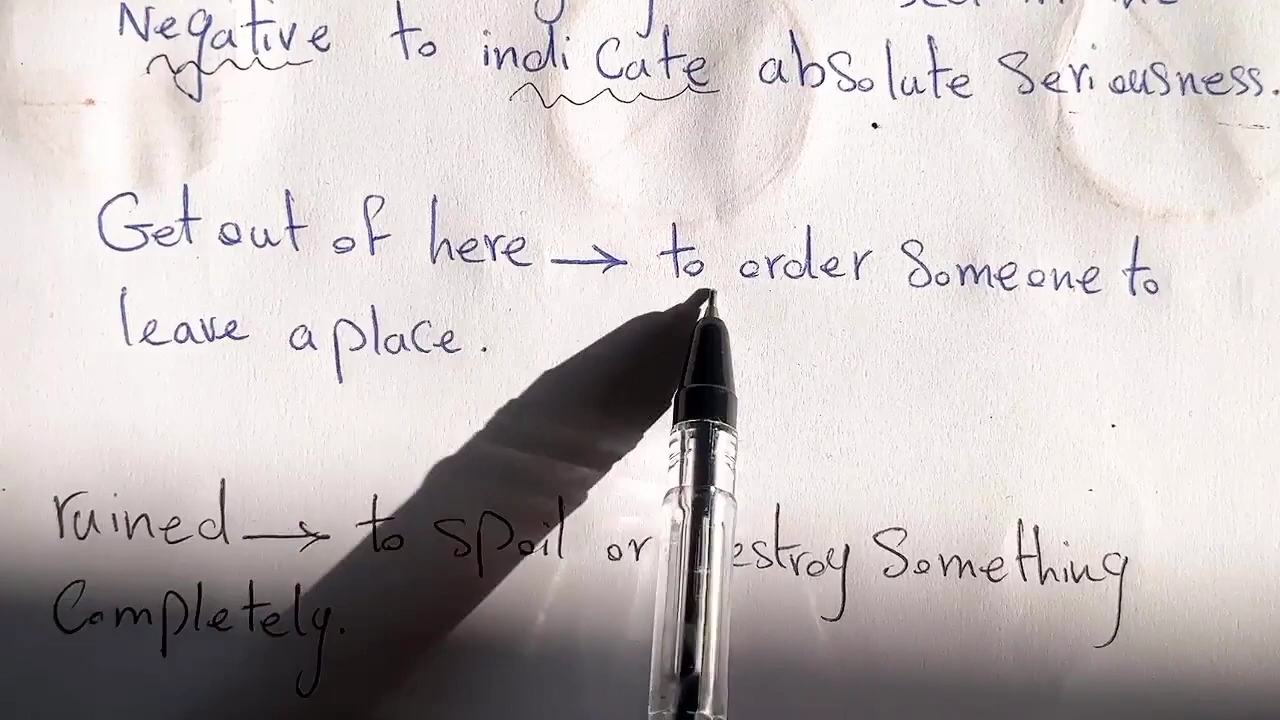 Negative to indicate absolute Seriousness.
Get out of here → to order Someone to
leave a place.
ruined → to spoil or estroy Something
Completely.